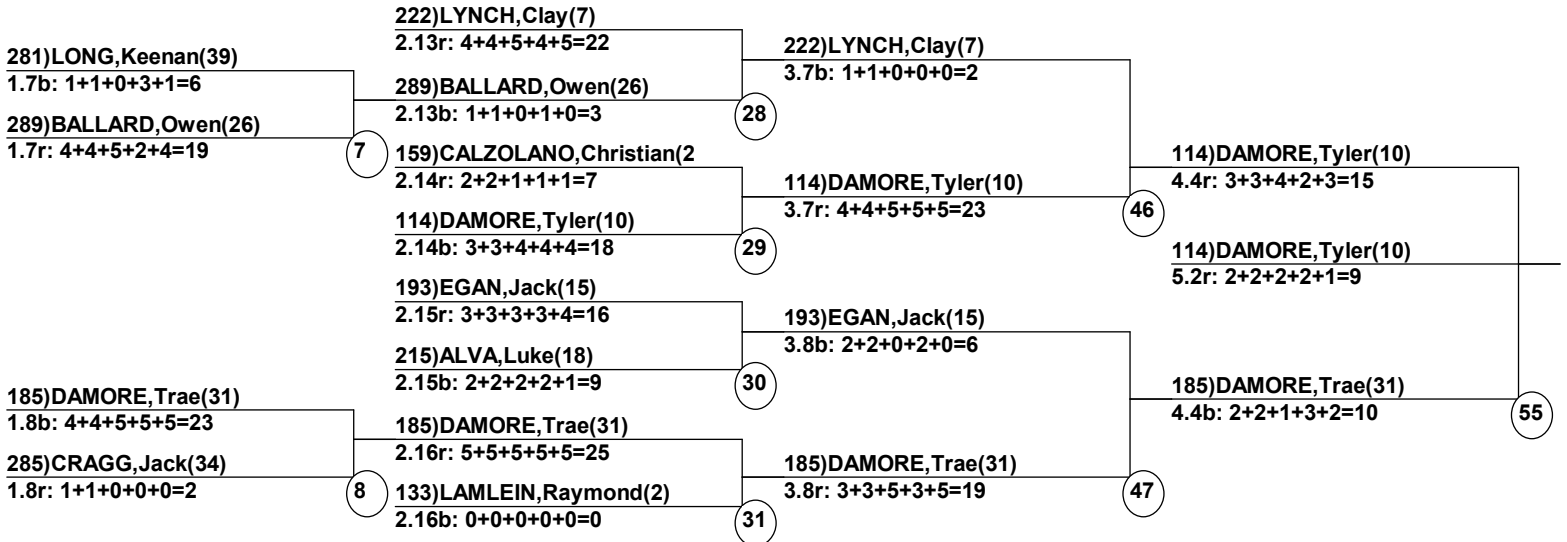 281)LONG,Keenan(39)
1.7b: 1+1+0+3+1=6
289)BALLARD,Owen(26)
1.7r: 4+4+5+2+4=19
7
185)DAMORE,Trae(31)
1.8b: 4+4+5+5+5=23
285)CRAGG,Jack(34)
1.8r: 1+1+0+0+0=2
8
222)LYNCH,Clay(7)
2.13r: 4+4+5+4+5=22
289)BALLARD,Owen(26)
2.13b: 1+1+0+1+0=3
28
159)CALZOLANO,Christian(2
2.14r: 2+2+1+1+1=7
114)DAMORE,Tyler(10)
2.14b: 3+3+4+4+4=18
29
193)EGAN,Jack(15)
2.15r: 3+3+3+3+4=16
215)ALVA,Luke(18)
2.15b: 2+2+2+2+1=9
30
185)DAMORE,Trae(31)
2.16r: 5+5+5+5+5=25
133)LAMLEIN,Raymond(2)
2.16b: 0+0+0+0+0=0
31
222)LYNCH,Clay(7)
3.7b: 1+1+0+0+0=2
114)DAMORE,Tyler(10)
3.7r: 4+4+5+5+5=23
46
193)EGAN,Jack(15)
3.8b: 2+2+0+2+0=6
185)DAMORE,Trae(31)
3.8r: 3+3+5+3+5=19
47
114)DAMORE,Tyler(10)
4.4r: 3+3+4+2+3=15
114)DAMORE,Tyler(10)
5.2r: 2+2+2+2+1=9
185)DAMORE,Trae(31)
4.4b: 2+2+1+3+2=10
55